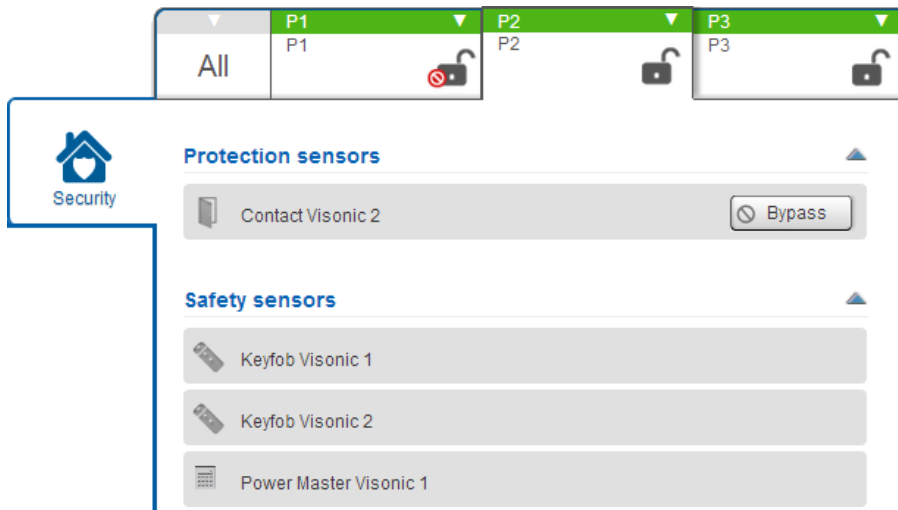 P1
P2
P3
All
P1
P2
P3
Security
Protection sensors
Contact Visonic 2
Bypass
Safety sensors
Keyfob Visonic 1
Keyfob Visonic 2
Power Master Visonic 1